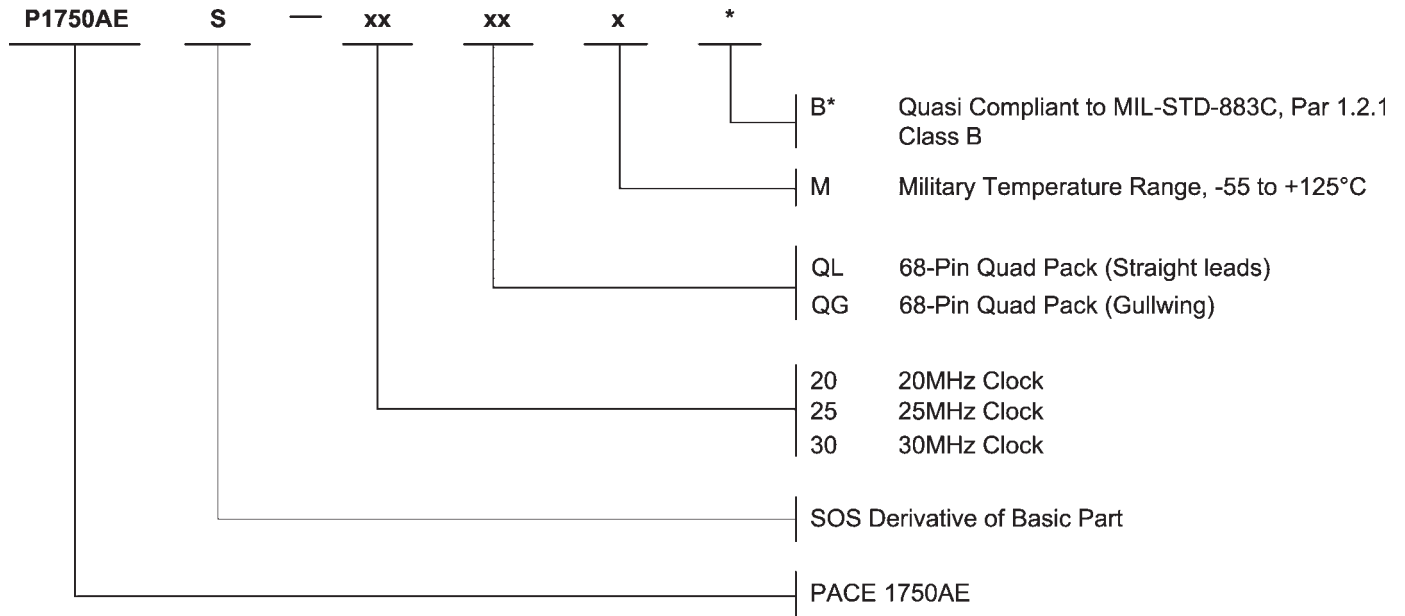 P1750AE S — xx xx x *
B* Quasi Compliant to MIL-STD-883C, Par 1.2.1
Class B
M Military Temperature Range, -55 to +125°C
QL 68-Pin Quad Pack (Straight leads)
QG 68-Pin Quad Pack (Gullwing)
20 20MHz Clock
25 25MHz Clock
30 30MHz Clock
SOS Derivative of Basic Part
PACE 1750AE